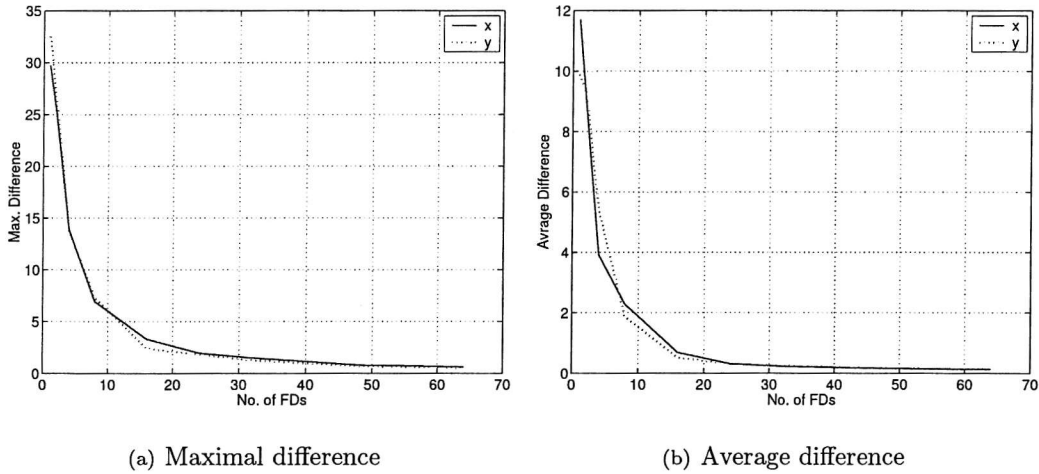 35
30
25
20
15
10
5
0
Max. Difference
0 10 20 30 40 50 60 70
No. of FDs
x
y
(a) Maximal difference
12
10
8
6
4
2
0
Avrage Difference
0 10 20 30 40 50 60 70
No. of FDs
x
y
(b) Average difference